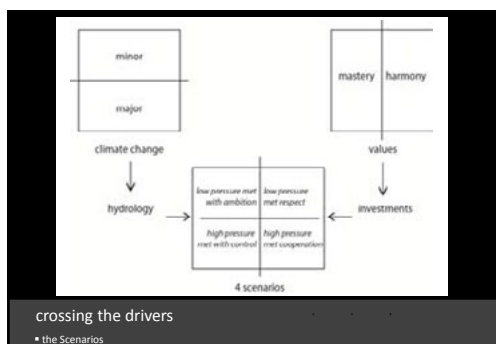 minor
major
climate change
hydrology
mastery
harmony
values
investments
low pressure met
with ambition
low pressure
met respect
high pressure
met with control
high pressure
met cooperation
4 scenarios
crossing the drivers
▪ the Scenarios